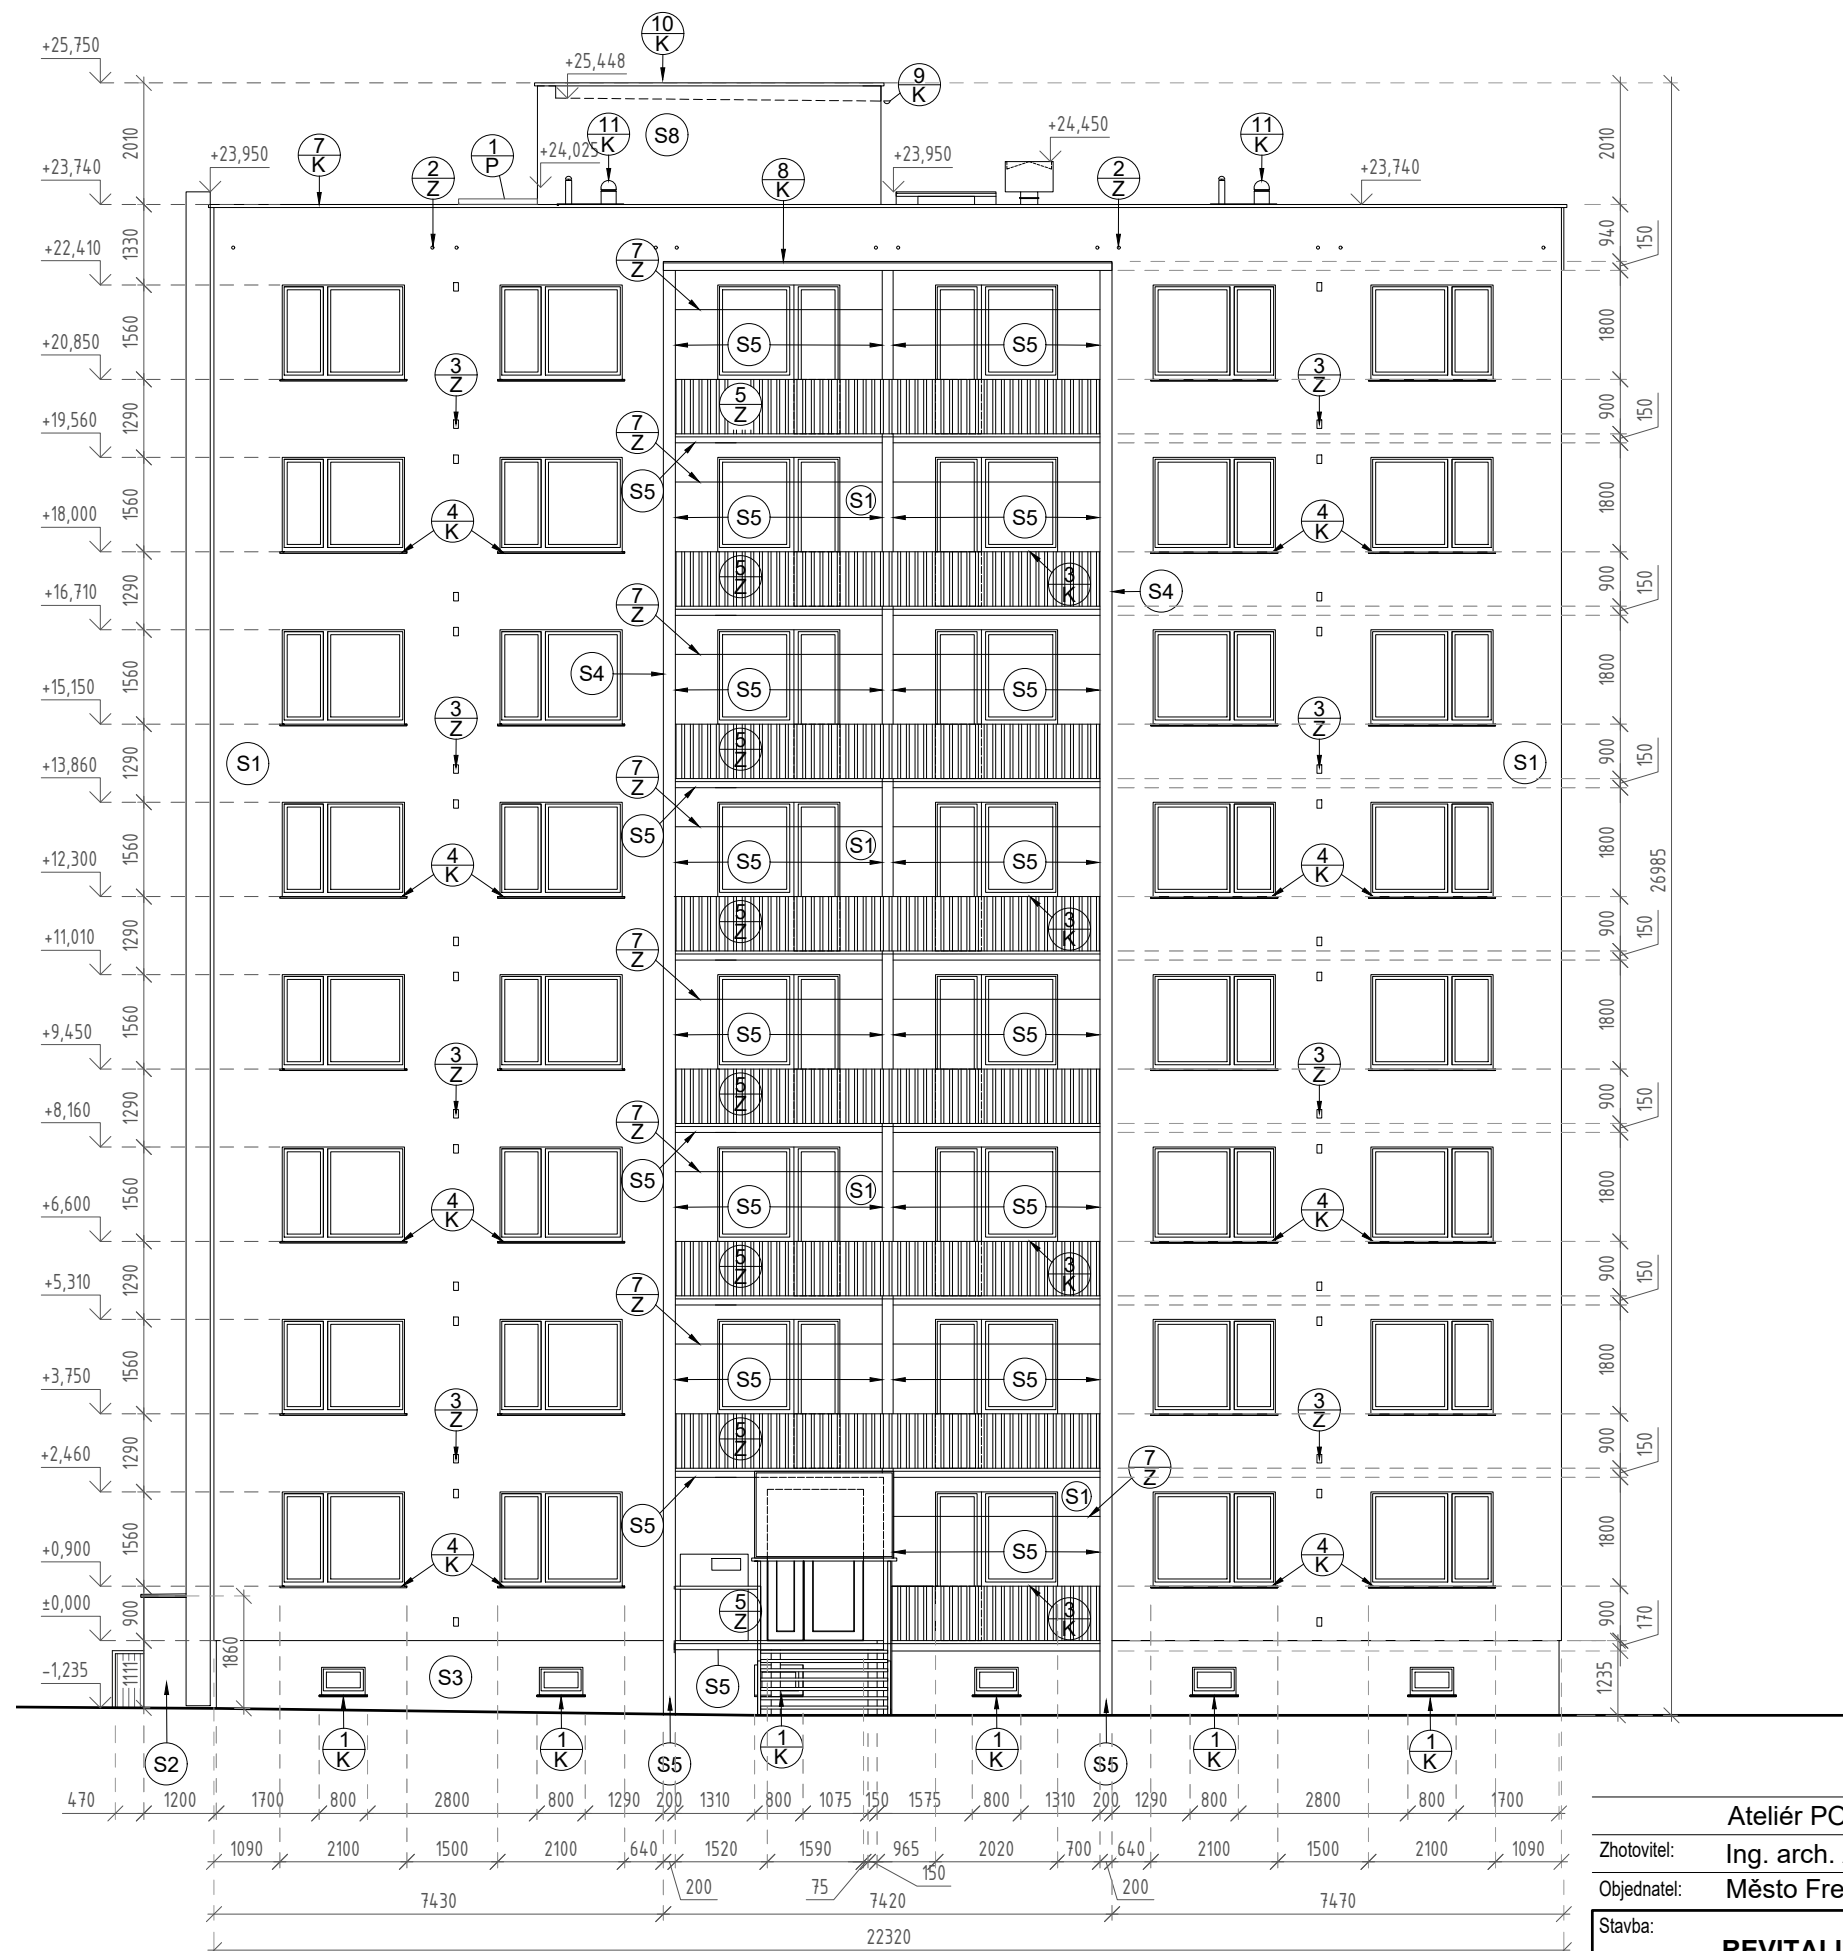 10
K
+25,750
+25,448
9
K
11
K
S8
+24,450
11
K
2010
2010
7
K
1
P
+24,025
+23,950
+23,950
+23,740
+23,740
2
Z
8
K
2
Z
1330
940
150
+22,410
7
Z
1560
1800
+20,850
S5
S5
3
Z
3
Z
5
Z
1290
900
150
+19,560
7
Z
S5
S1
1560
S5
S5
1800
+18,000
4
K
4
K
5
Z
3
K
1290
900
150
+16,710
S4
7
Z
1560
S4
S5
S5
1800
+15,150
3
Z
3
Z
5
Z
1290
900
150
S1
S1
+13,860
7
Z
S5
S1
1560
S5
S5
1800
+12,300
4
K
4
K
26985
5
Z
3
K
1290
900
150
+11,010
7
Z
1560
S5
S5
1800
+9,450
3
Z
3
Z
5
Z
1290
900
150
+8,160
7
Z
S5
S1
1560
S5
S5
1800
+6,600
4
K
4
K
5
Z
3
K
1290
900
150
+5,310
7
Z
1560
S5
S5
1800
+3,750
3
Z
3
Z
5
Z
1290
900
150
+2,460
7
Z
S1
S5
1560
S5
1800
+0,900
4
K
4
K
5
Z
3
K
±0,000
900
900
170
1860
-1,235
1111
S3
S5
1235
S2
1
K
1
K
S5
1
K
1
K
S5
1
K
1
K
470 1200 1700 800 2800 800 1290 200 1310 800 1075 150 1575 800 1310 200 1290 800 2800 800 1700
1090 2100 1500 2100 640 1520 1590 965 2020 700 640 2100 1500 2100 1090
200 75 150 200
7430 7420 7470
22320
Ateliér PO
Zhotovitel: Ing. arch.
Objednatel: Město Fre
Stavba: